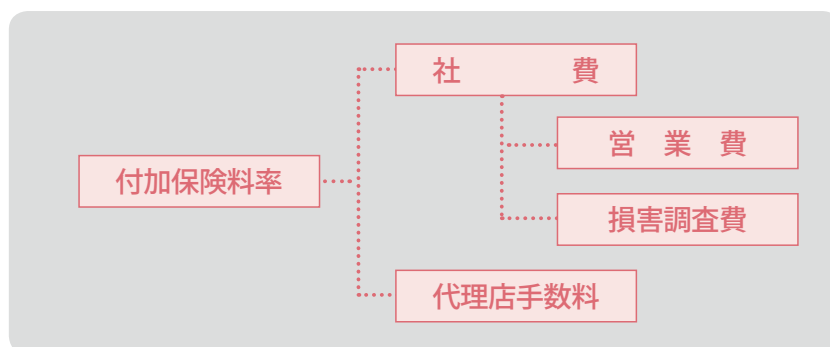 社費
営業費
付加保険料率
損害調査費
代理店手数料